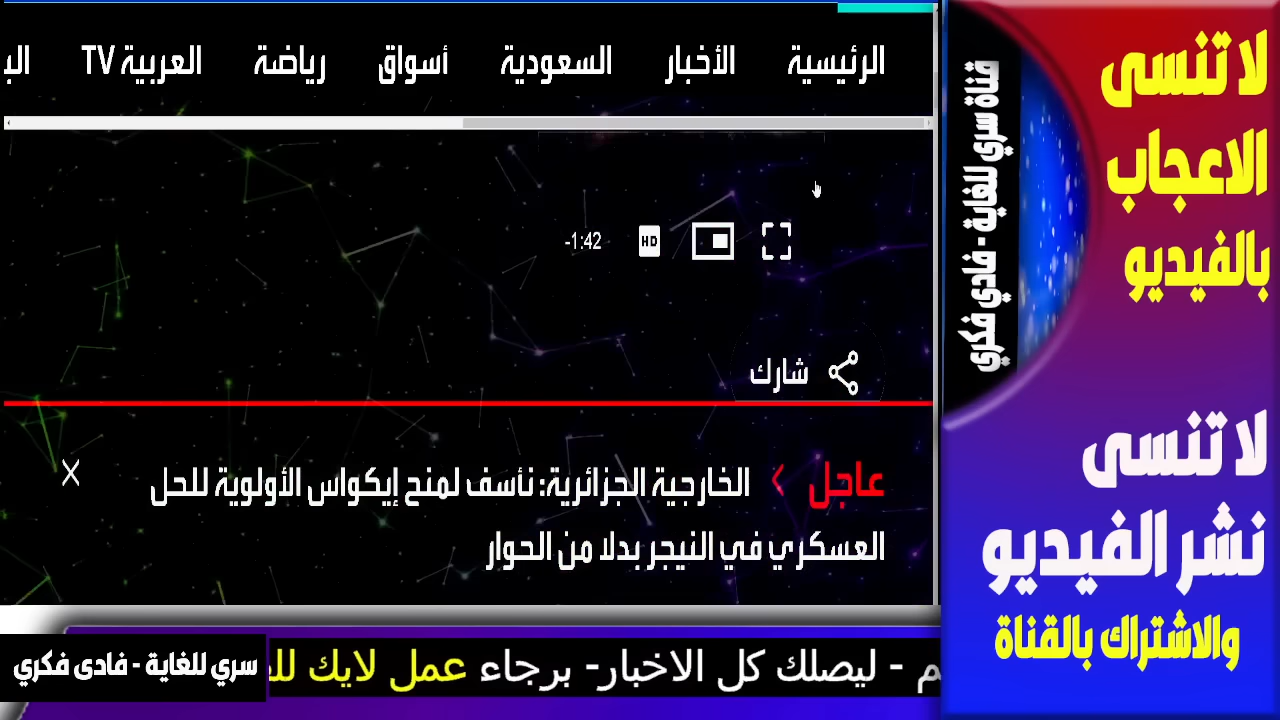 الرئيسية الأخبار السعودية أسواق رياضة العربية TV
-1:42 HD
شارك
عاجل > الخارجية الجزائرية: نأسف لمنح إيكواس الأولوية للحل
العسكري في النيجر بدلا من الحوار
X
قناة سري للغاية - فادي فكري
لا تنسى
الاعجاب
بالفيديو
لا تنسى
نشر الفيديو
والاشتراك بالقناة
- ليصلك كل الاخبار- برجاء عمل لايك
سري للغاية - فادى فكري